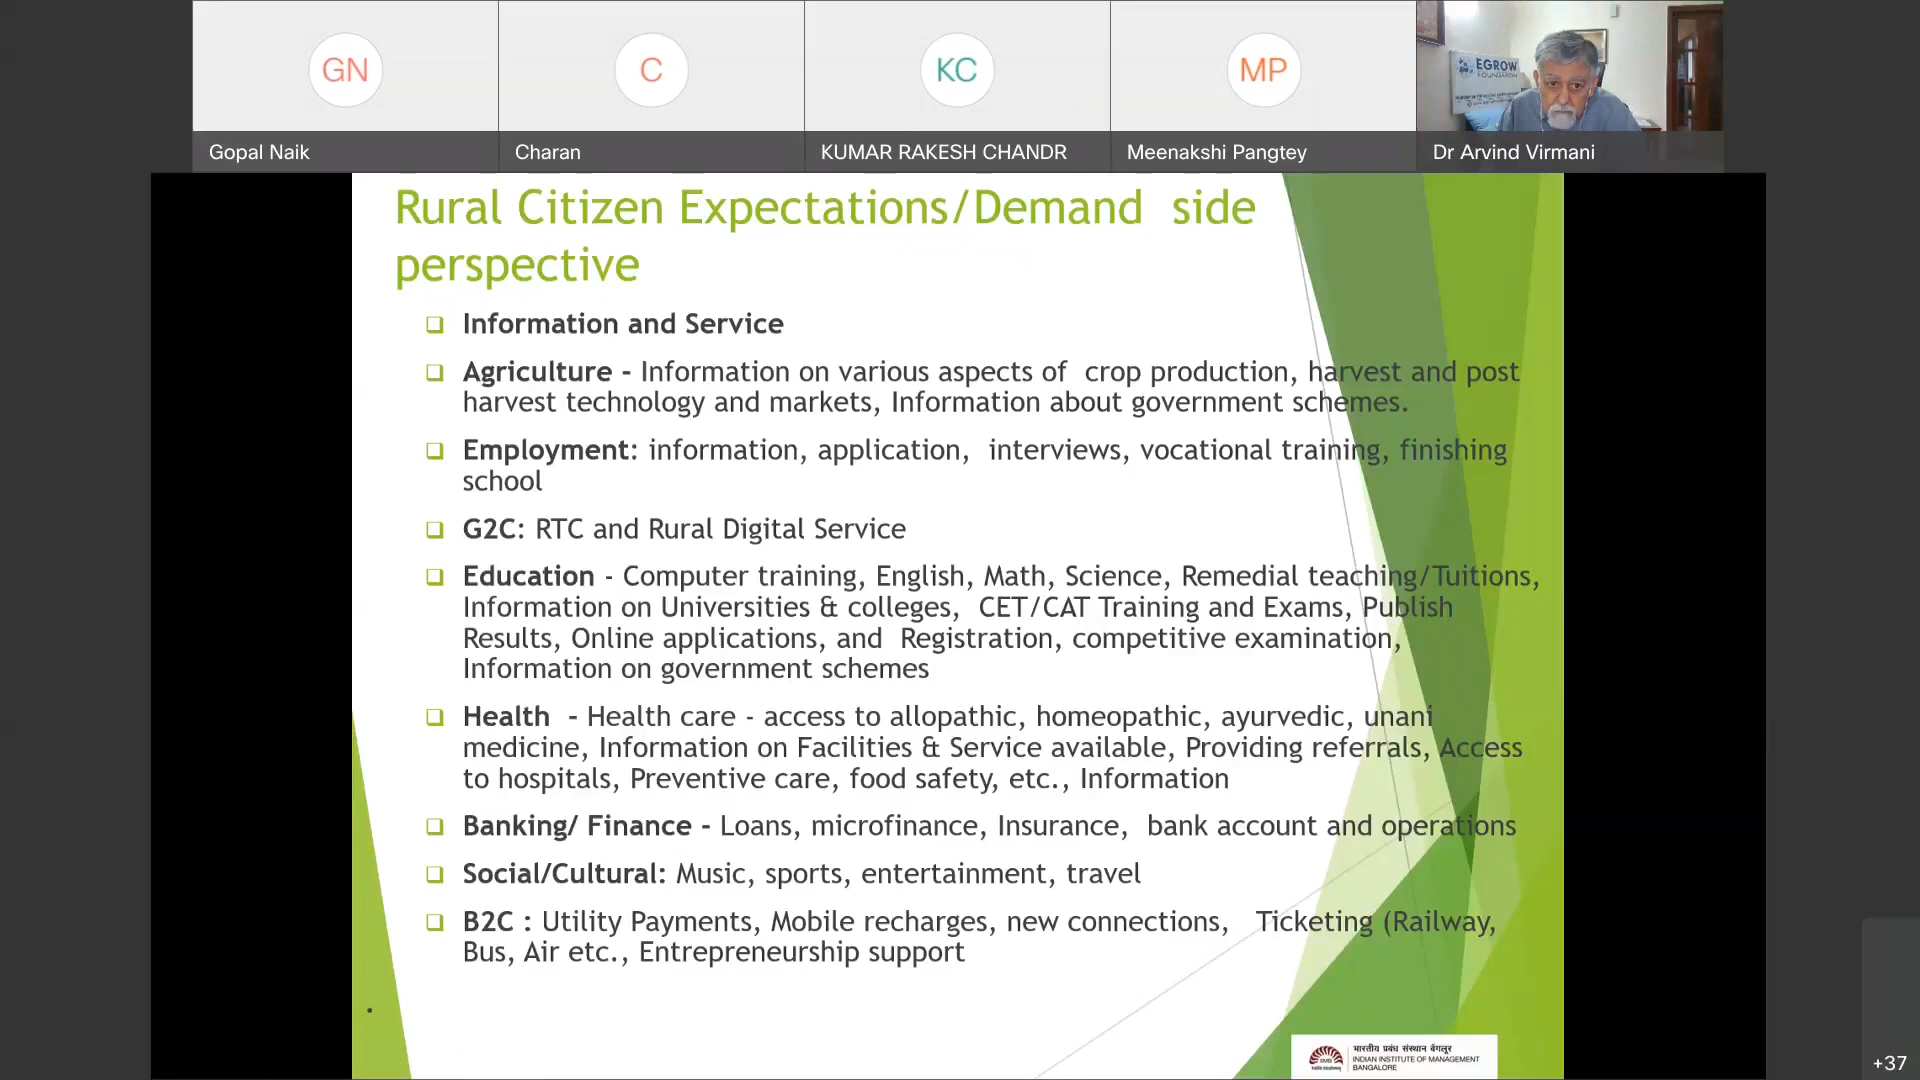 GN
C
KC
MP
EGROW
FOUNDATION
Gopal Naik
Charan
KUMAR RAKESH CHANDR
Meenakshi Pangtey
Dr Arvind Virmani
Rural Citizen Expectations/Demand side
perspective
Information and Service
Agriculture - Information on various aspects of crop production, harvest and post
harvest technology and markets, Information about government schemes.
Employment: information, application, interviews, vocational training, finishing
school
G2C: RTC and Rural Digital Service
Education - Computer training, English, Math, Science, Remedial teaching/Tuitions,
Information on Universities & colleges, CET/CAT Training and Exams, Publish
Results, Online applications, and Registration, competitive examination,
Information on government schemes
Health - Health care - access to allopathic, homeopathic, ayurvedic, unani
medicine, Information on Facilities & Service available, Providing referrals, Access
to hospitals, Preventive care, food safety, etc., Information
Banking/ Finance - Loans, microfinance, Insurance, bank account and operations
Social/Cultural: Music, sports, entertainment, travel
B2C : Utility Payments, Mobile recharges, new connections, Ticketing (Railway,
Bus, Air etc., Entrepreneurship support
भारतीय प्रबंध संस्थान बेंगलूर
INDIAN INSTITUTE OF MANAGEMENT
BANGALORE
+37